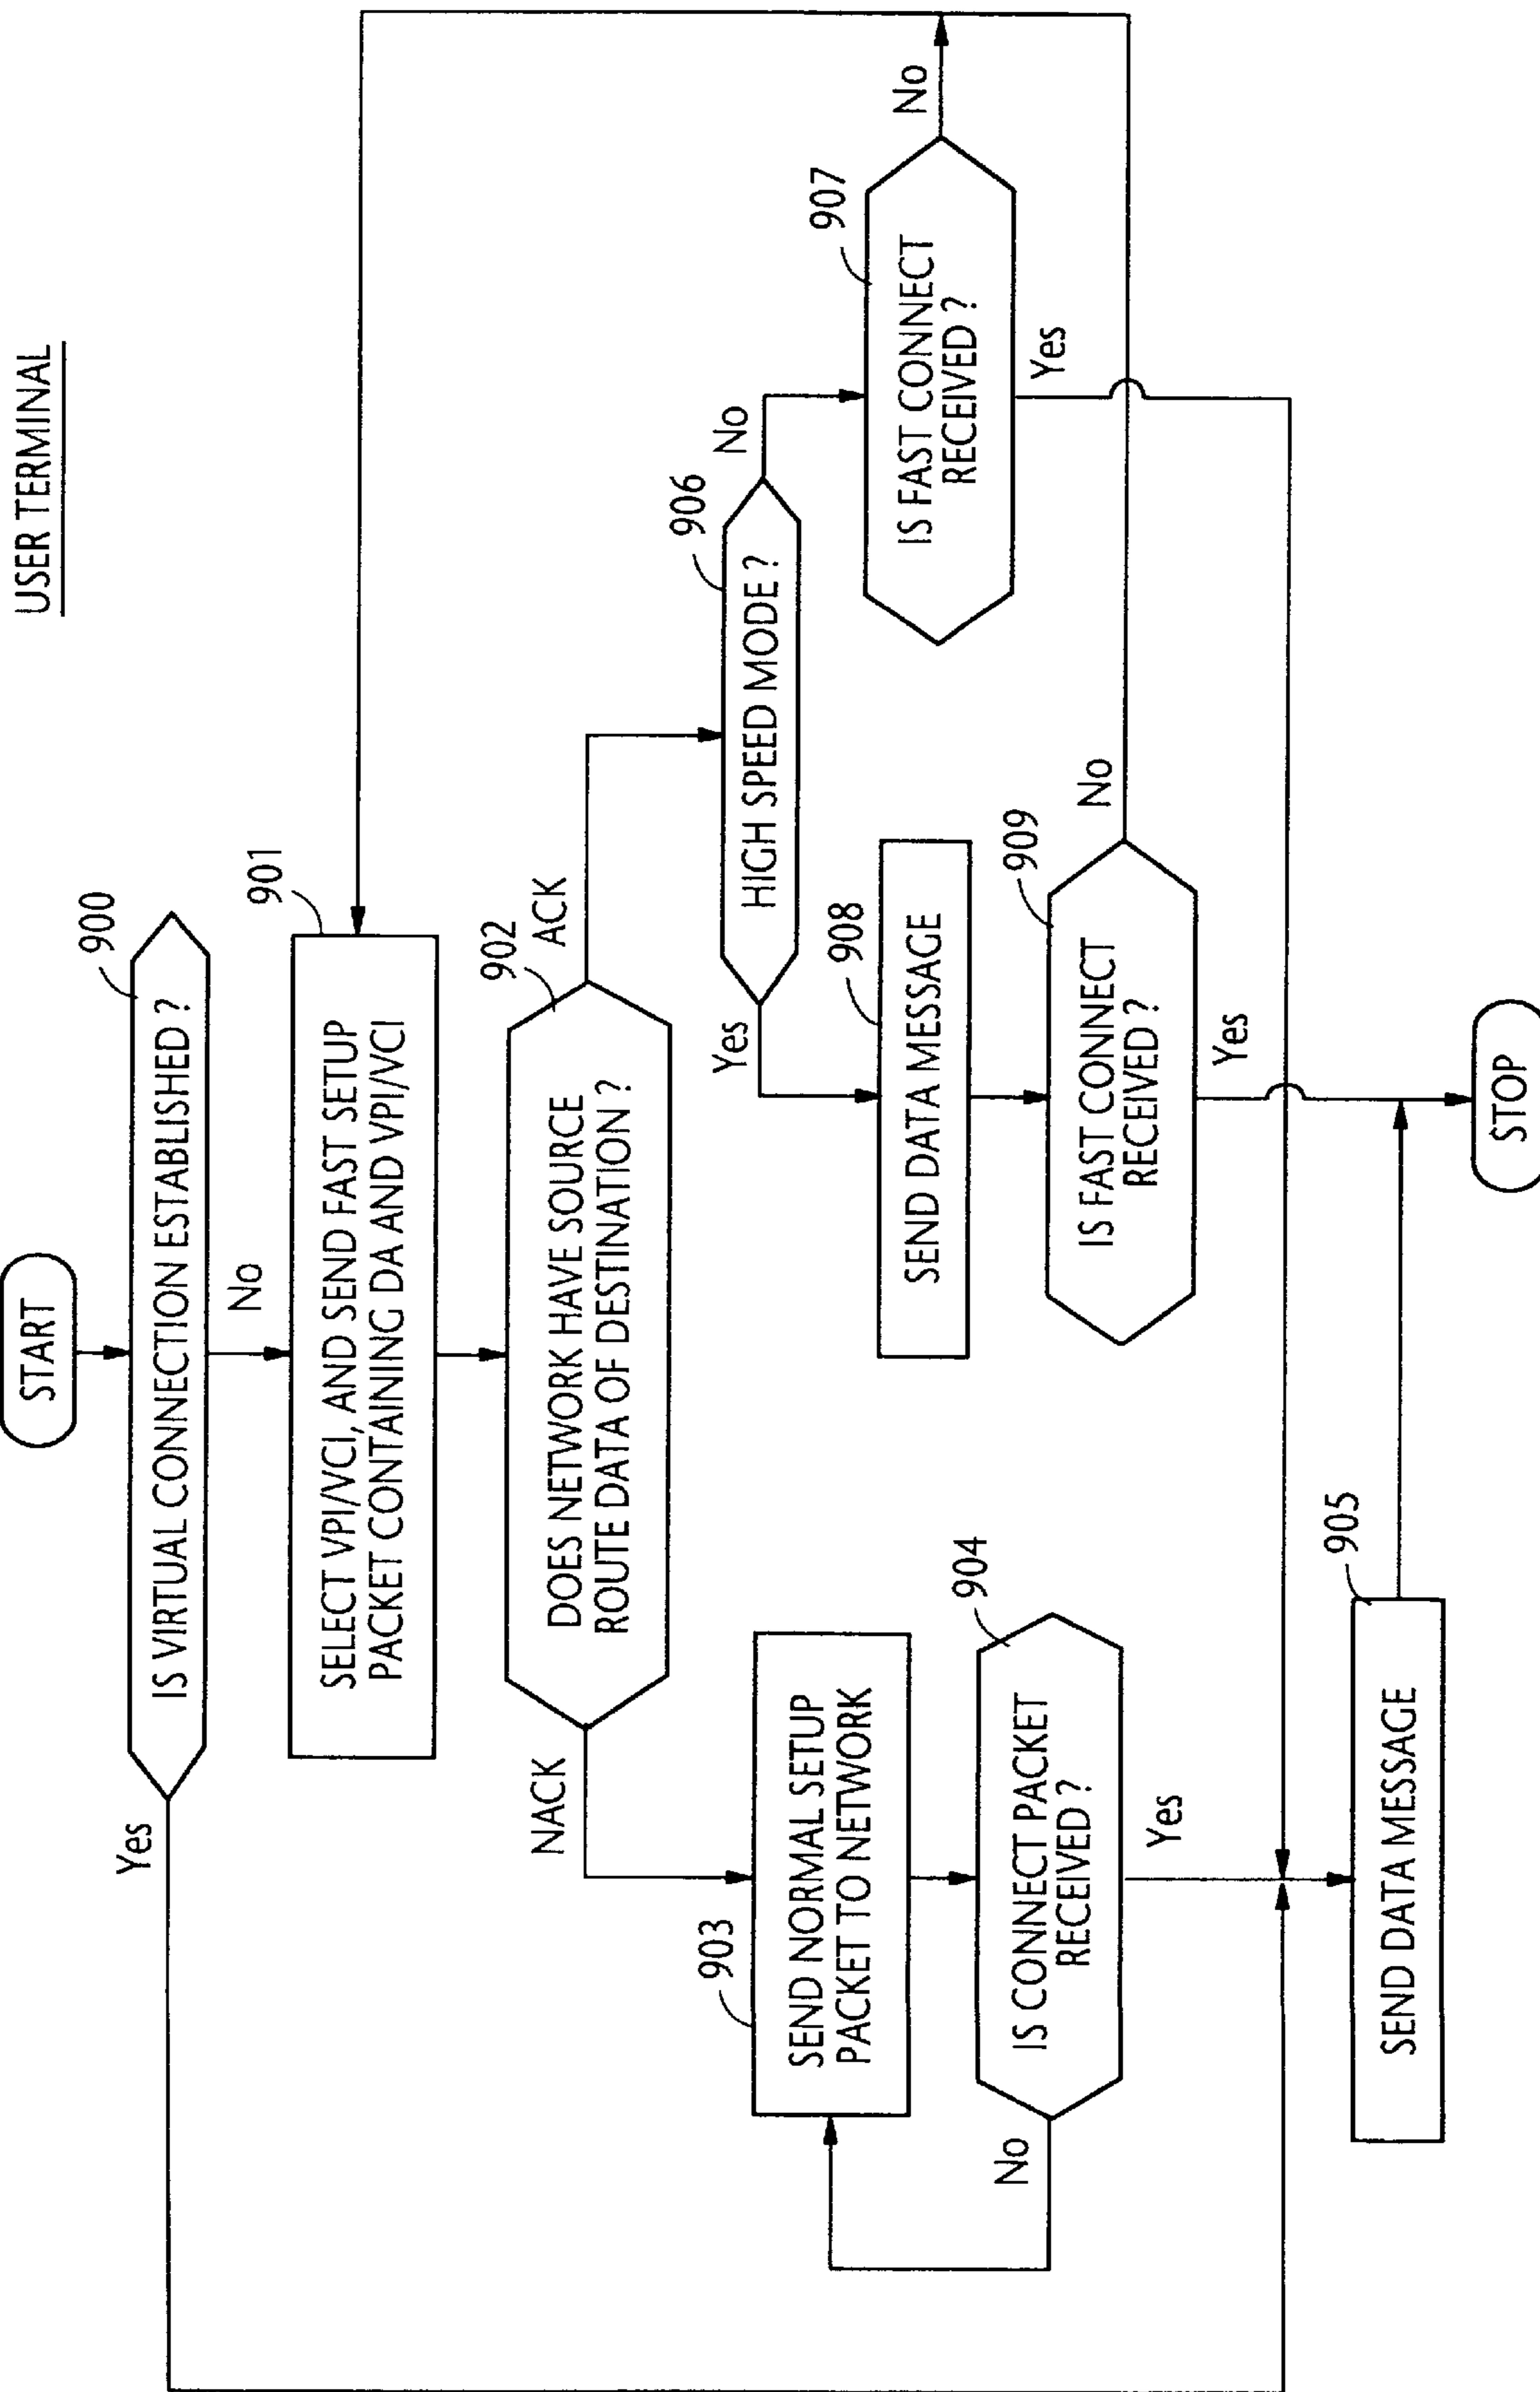 USER TERMINAL
START
900
IS VIRTUAL CONNECTION ESTABLISHED ?
Yes
No
901
SELECT VPI/VCI, AND SEND FAST SETUP
PACKET CONTAINING DA AND VPI/VCI
902
DOES NETWORK HAVE SOURCE
ROUTE DATA OF DESTINATION ?
NACK
ACK
903
SEND NORMAL SETUP
PACKET TO NETWORK
904
IS CONNECT PACKET
RECEIVED ?
No
Yes
906
HIGH SPEED MODE ?
Yes
No
908
SEND DATA MESSAGE
907
IS FAST CONNECT
RECEIVED ?
No
Yes
909
IS FAST CONNECT
RECEIVED ?
No
Yes
905
SEND DATA MESSAGE
STOP